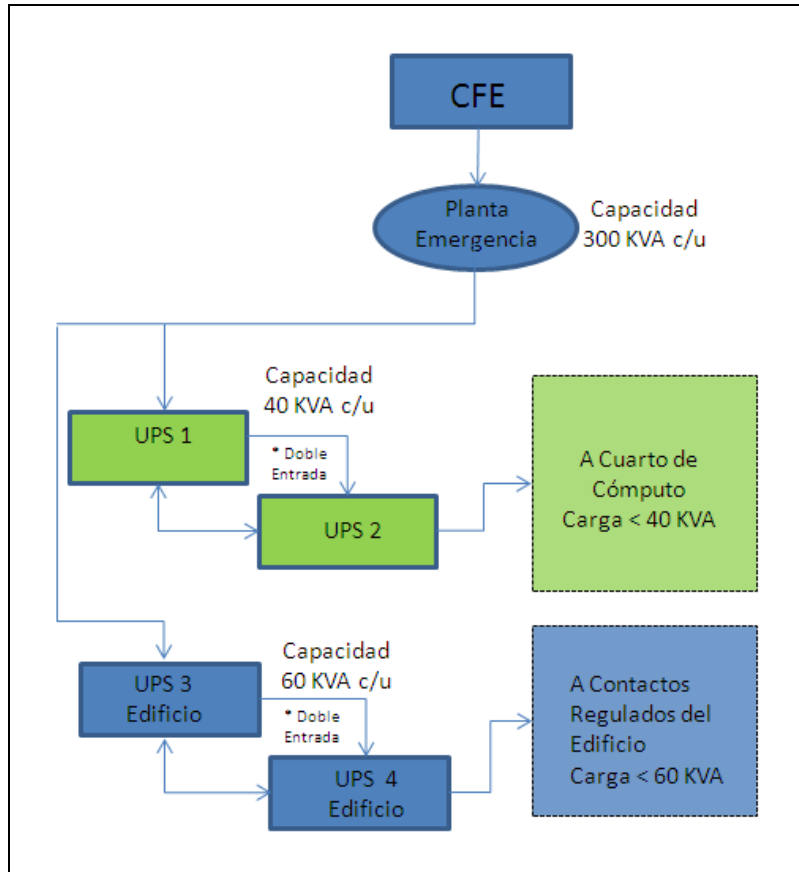 CFE
Planta
Emergencia
Capacidad
300 KVA c/u
Capacidad
40 KVA c/u
UPS 1
* Doble
Entrada
UPS 2
A Cuarto de
Cómputo
Carga < 40 KVA
Capacidad
60 KVA c/u
UPS 3
Edificio
* Doble
Entrada
UPS 4
Edificio
A Contactos
Regulados del
Edificio
Carga < 60 KVA